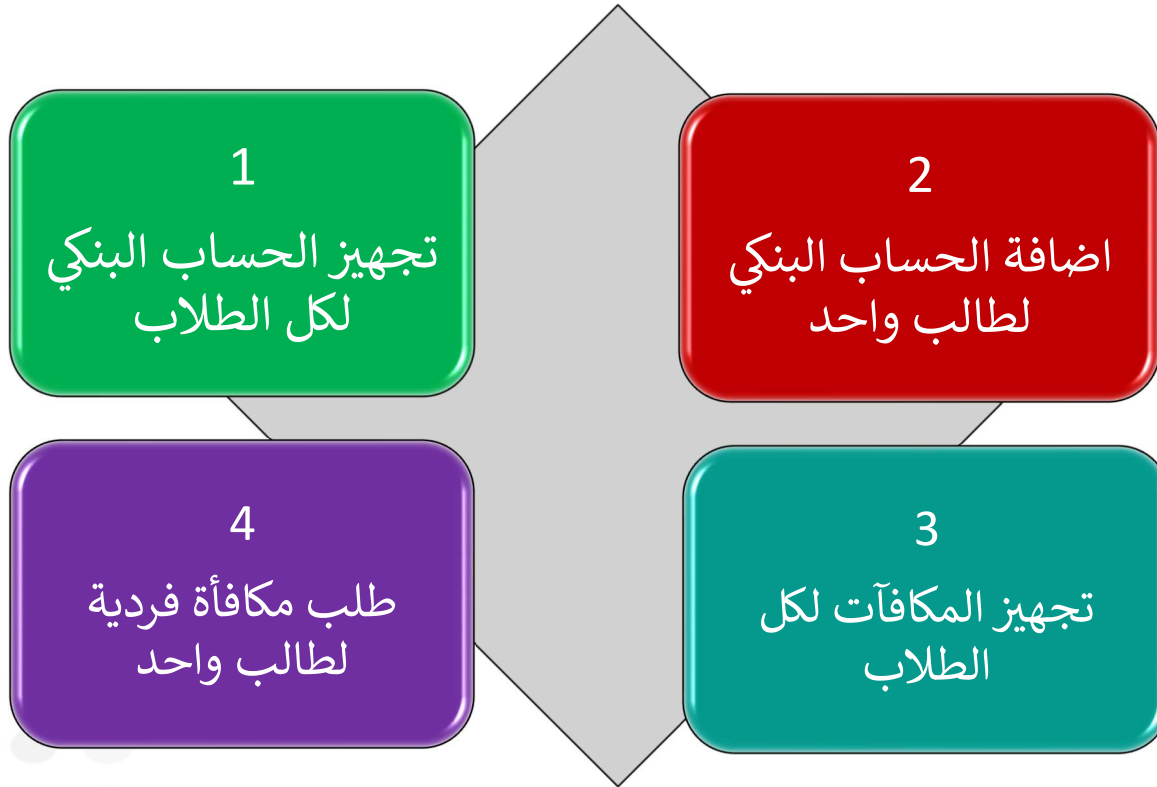 1
تجهيز الحساب البنكي
لكل الطلاب
2
اضافة الحساب البنكي
لطالب واحد
3
تجهيز المكافآت لكل
الطلاب
4
طلب مكافأة فردية
لطالب واحد